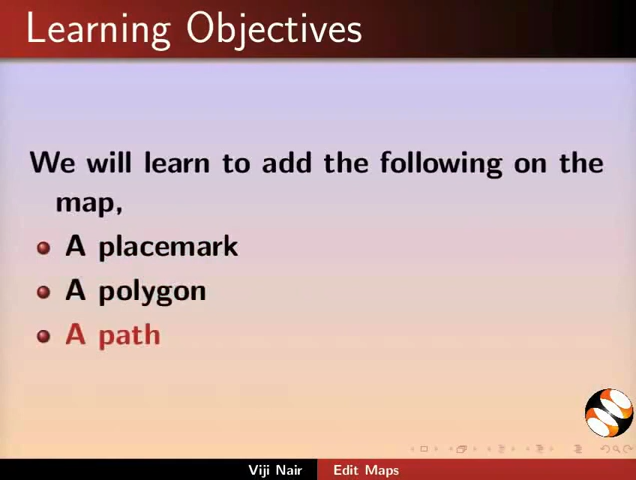 Learning Objectives
We will learn to add the following on the
map,
A placemark
A polygon
A path
Viji Nair Edit Maps